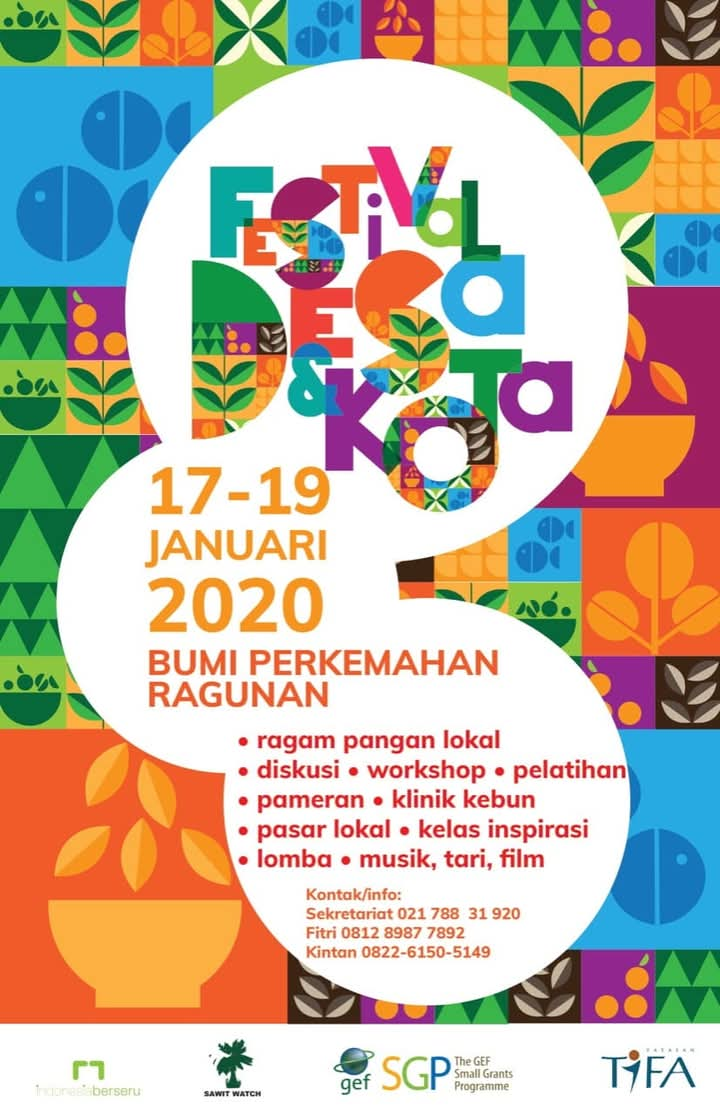 FESTIVAL
DESA
& KOTA
17-19
JANUARI
2020
BUMI PERKEMAHAN
RAGUNAN
• ragam pangan lokal
• diskusi • workshop • pelatihan
• pameran • klinik kebun
• pasar lokal • kelas inspirasi
• lomba • musik, tari, film
Kontak/info:
Sekretariat 021 788 31 920
Fitri 0812 8987 7892
Kintan 0822-6150-5149
indonesiaberseru
SAWIT WATCH
gef
SGP
The GEF
Small Grants
Programme
YAYASAN
TiFA